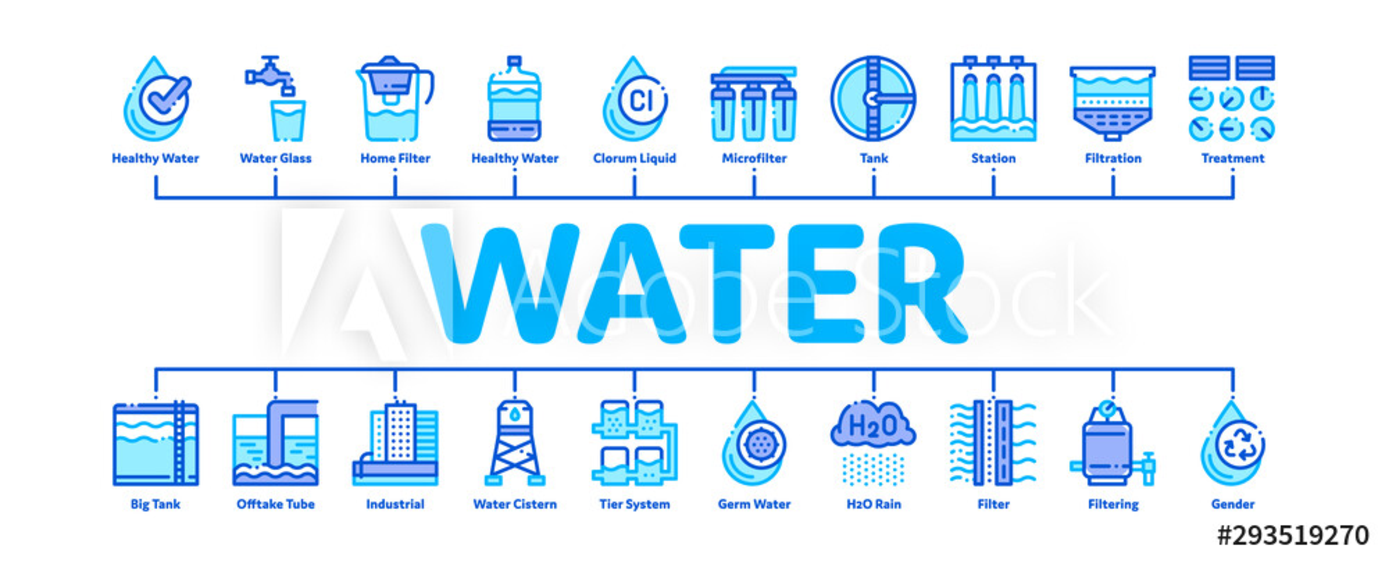 Cl
Healthy Water Water Glass Home Filter Healthy Water Clorum Liquid Microfilter Tank Station Filtration Treatment
WATER
Adobe Stock
H2O
Big Tank Offtake Tube Industrial Water Cistern Tier System Germ Water H2O Rain Filter Filtering Gender
#293519270